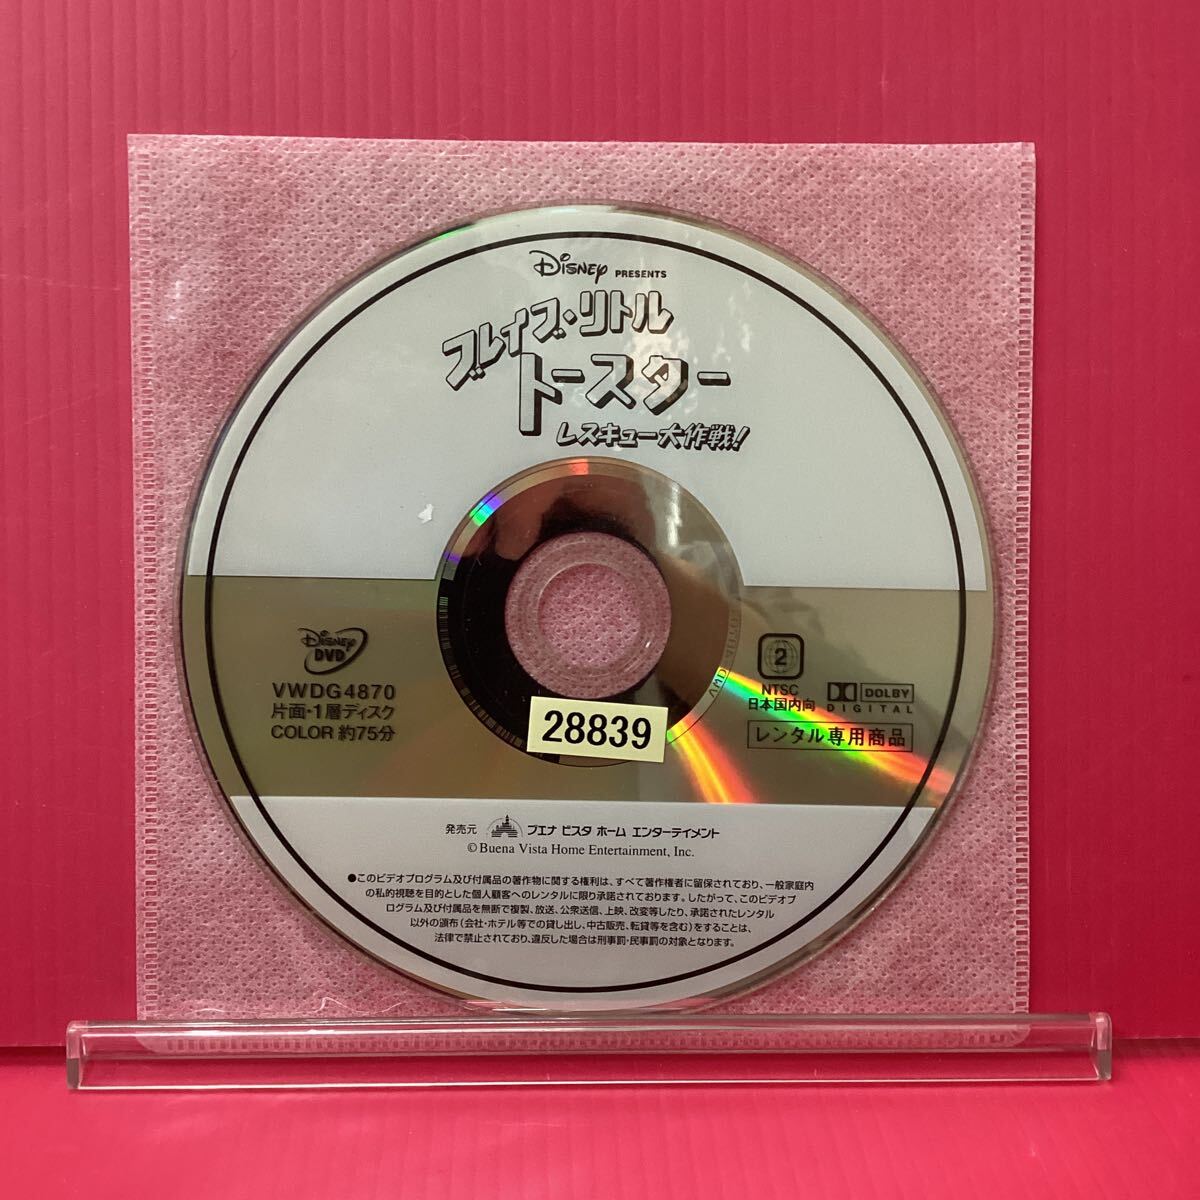 Disney PRESENTS
ブレイブ・リトル
トースター
レスキュー大作戦!
Disney
DVD
VWDG4870
片面・1層ディスク
COLOR 約75分
28839
2
NTSC
日本国内向
DOLBY
DIGITAL
レンタル専用商品
発売元 ブエナ ビスタ ホーム エンターテイメント
©Buena Vista Home Entertainment, Inc.
●このビデオプログラム及び付属品の著作物に関する権利は、すべて著作権者に留保されており、一般家庭内
の私的視聴を目的とした個人顧客へのレンタルに限り承諾されております。したがって、このビデオプ
ログラム及び付属品を無断で複製、放送、公衆送信、上映、改変等したり、承諾されたレンタル
以外の頒布(会社・ホテル等での貸し出し、中古販売、転貸等を含む)をすることは、
法律で禁止されており、違反した場合は刑事罰・民事罰の対象となります。